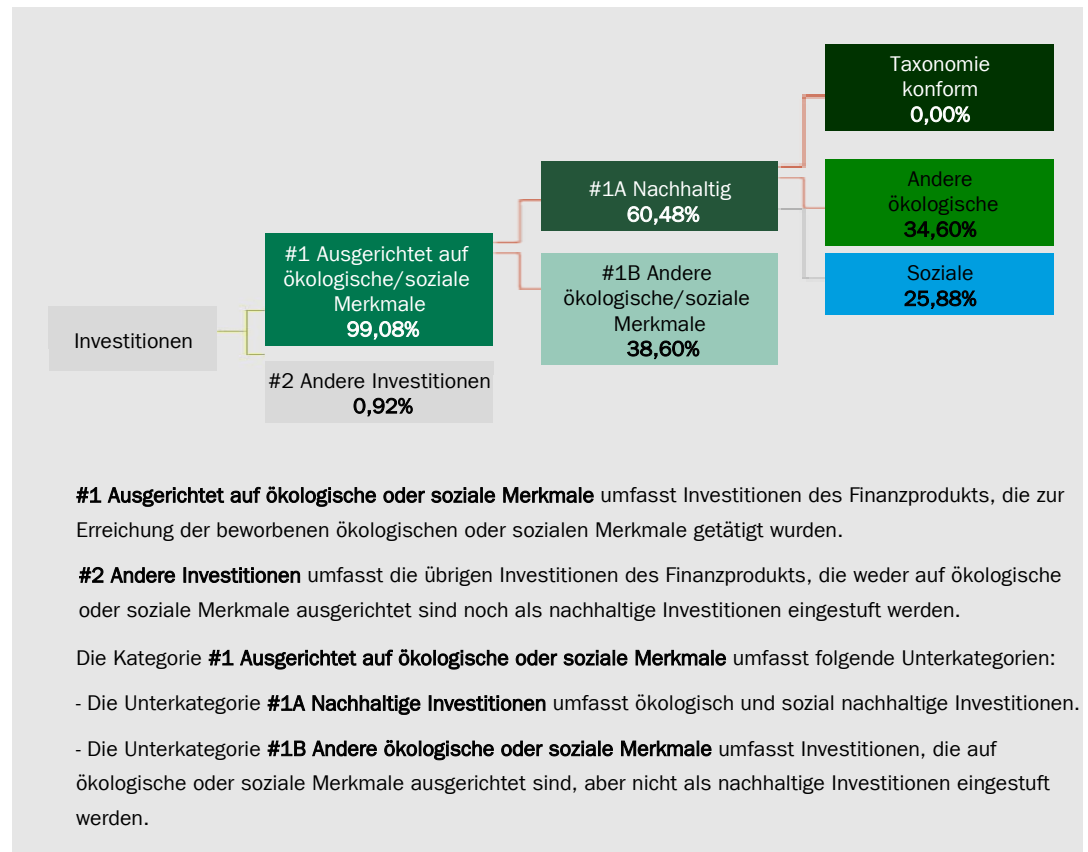 Taxonomie
konform
0,00%
#1A Nachhaltig
60,48%
Andere
ökologische
34,60%
#1 Ausgerichtet auf
ökologische/soziale
Merkmale
99,08%
#1B Andere
ökologische/soziale
Merkmale
38,60%
Soziale
25,88%
Investitionen
#2 Andere Investitionen
0,92%
#1 Ausgerichtet auf ökologische oder soziale Merkmale umfasst Investitionen des Finanzprodukts, die zur
Erreichung der beworbenen ökologischen oder sozialen Merkmale getätigt wurden.
#2 Andere Investitionen umfasst die übrigen Investitionen des Finanzprodukts, die weder auf ökologische
oder soziale Merkmale ausgerichtet sind noch als nachhaltige Investitionen eingestuft werden.
Die Kategorie #1 Ausgerichtet auf ökologische oder soziale Merkmale umfasst folgende Unterkategorien:
- Die Unterkategorie #1A Nachhaltige Investitionen umfasst ökologisch und sozial nachhaltige Investitionen.
- Die Unterkategorie #1B Andere ökologische oder soziale Merkmale umfasst Investitionen, die auf
ökologische oder soziale Merkmale ausgerichtet sind, aber nicht als nachhaltige Investitionen eingestuft
werden.